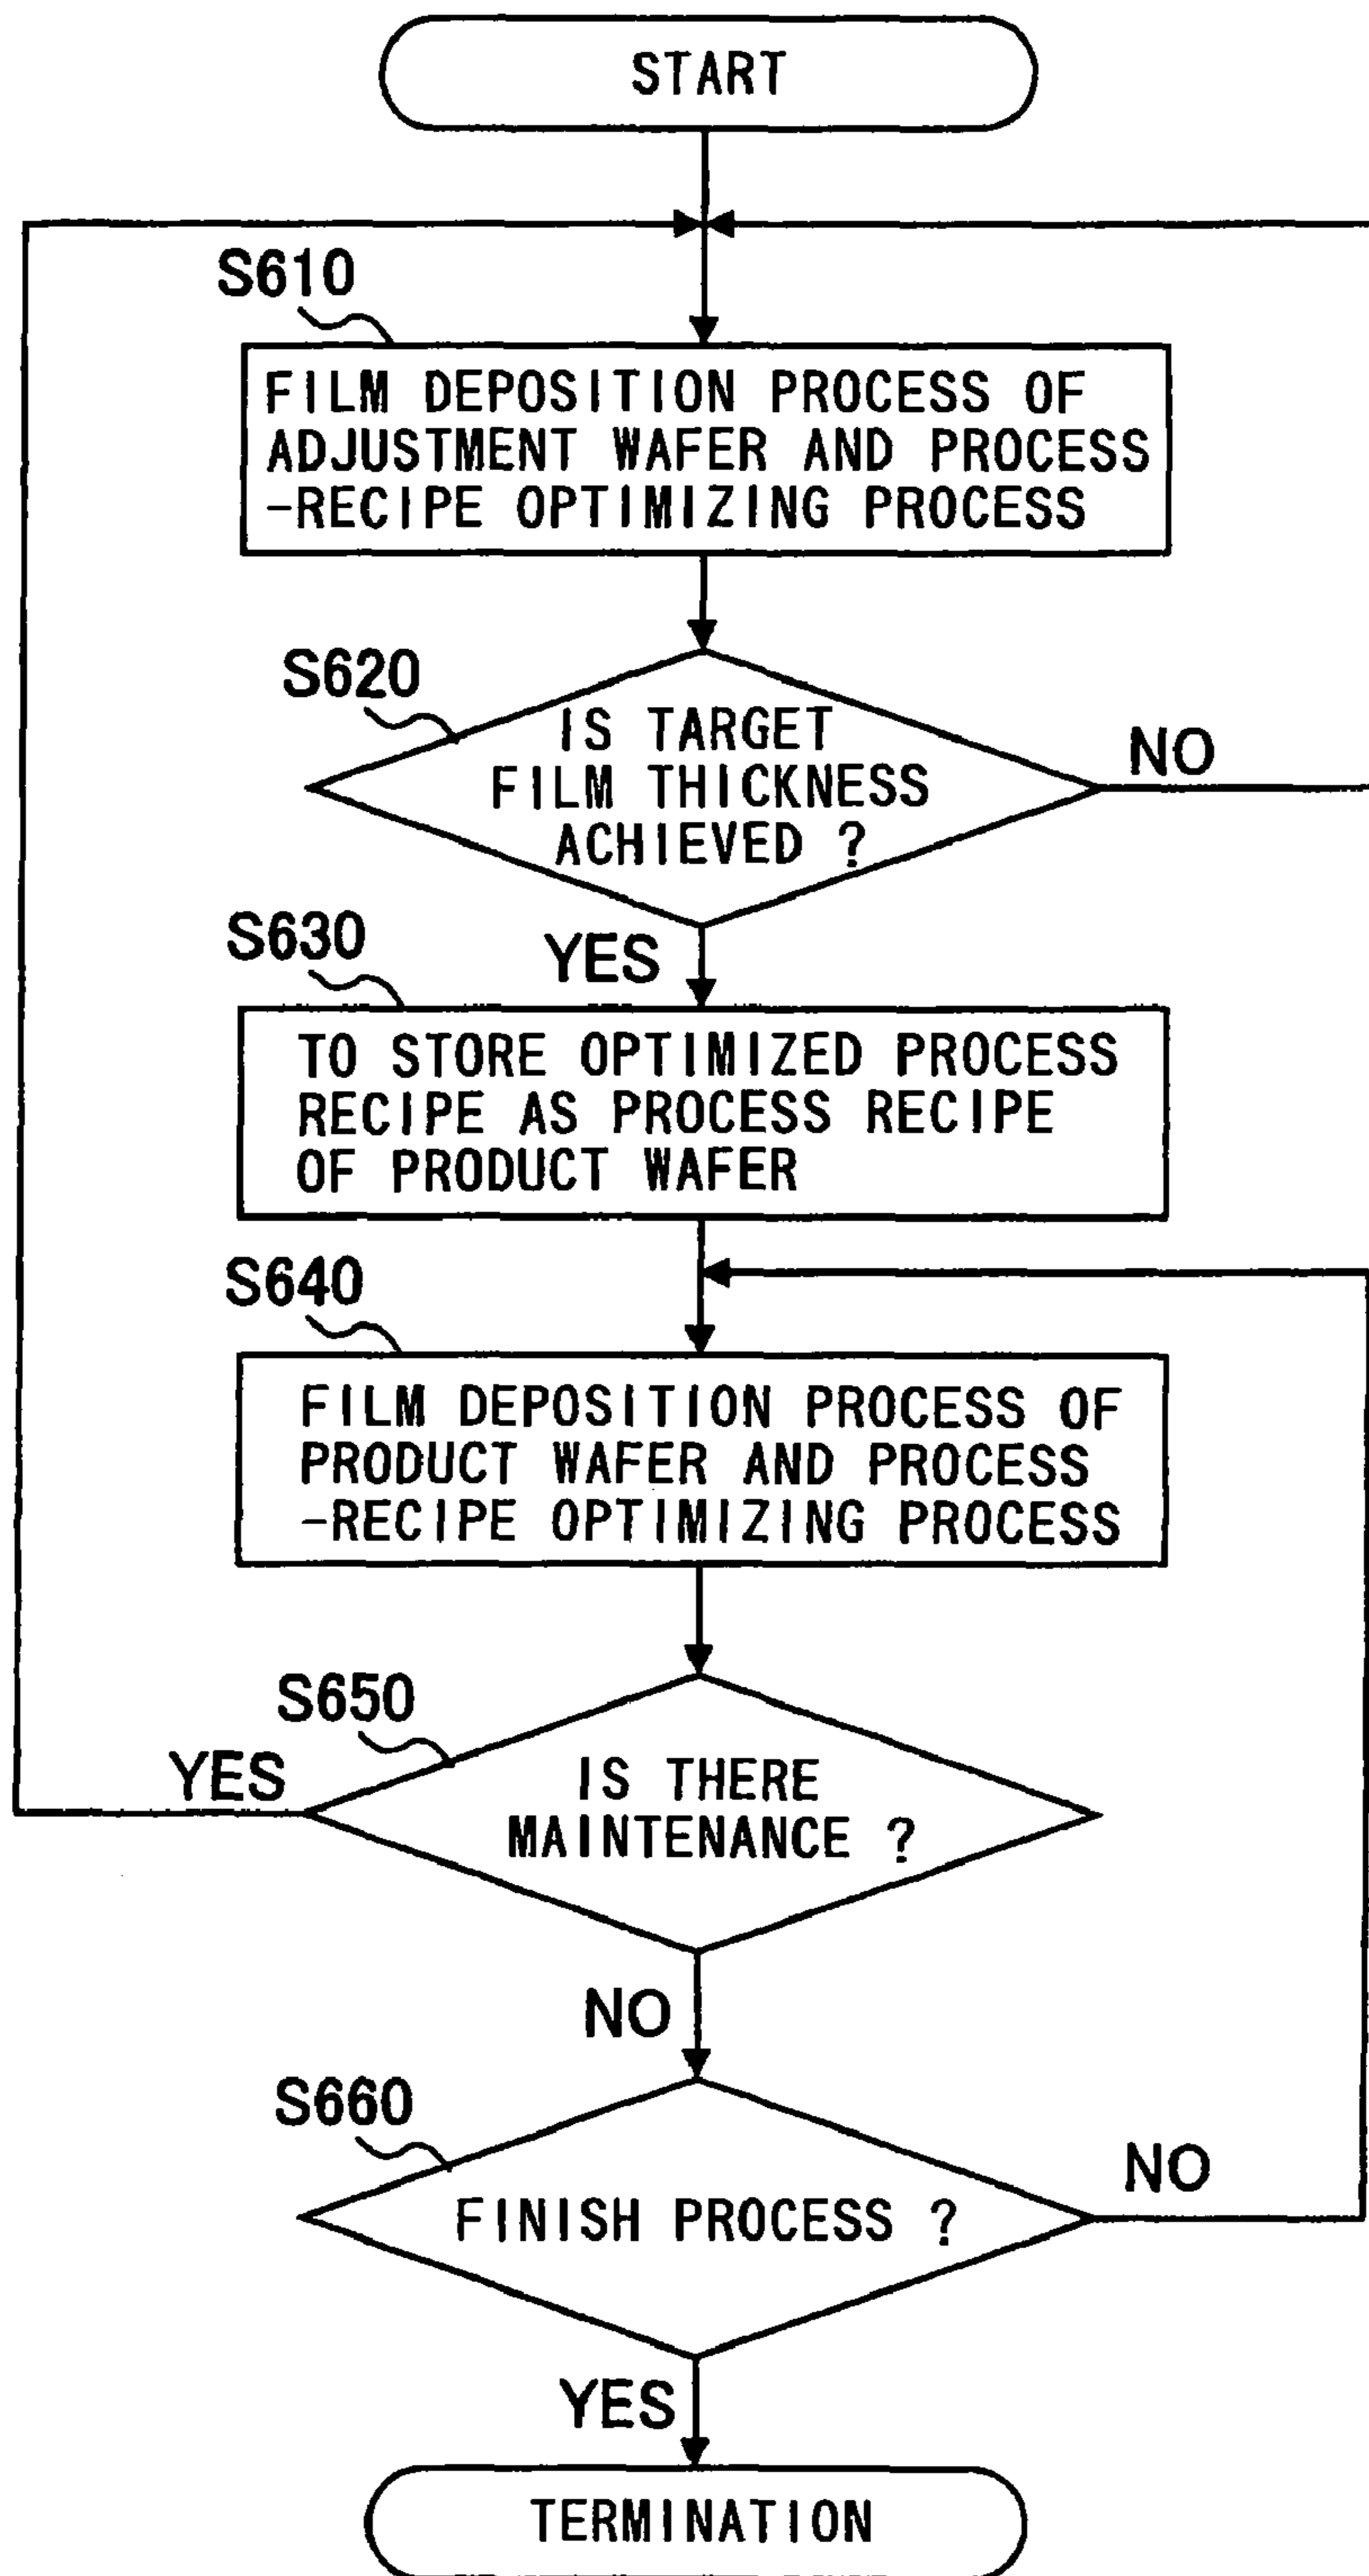 START
S610
FILM DEPOSITION PROCESS OF
ADJUSTMENT WAFER AND PROCESS
-RECIPE OPTIMIZING PROCESS
S620
IS TARGET
FILM THICKNESS
ACHIEVED ?
NO
YES
S630
TO STORE OPTIMIZED PROCESS
RECIPE AS PROCESS RECIPE
OF PRODUCT WAFER
S640
FILM DEPOSITION PROCESS OF
PRODUCT WAFER AND PROCESS
-RECIPE OPTIMIZING PROCESS
S650
YES
IS THERE
MAINTENANCE ?
NO
S660
FINISH PROCESS ?
NO
YES
TERMINATION